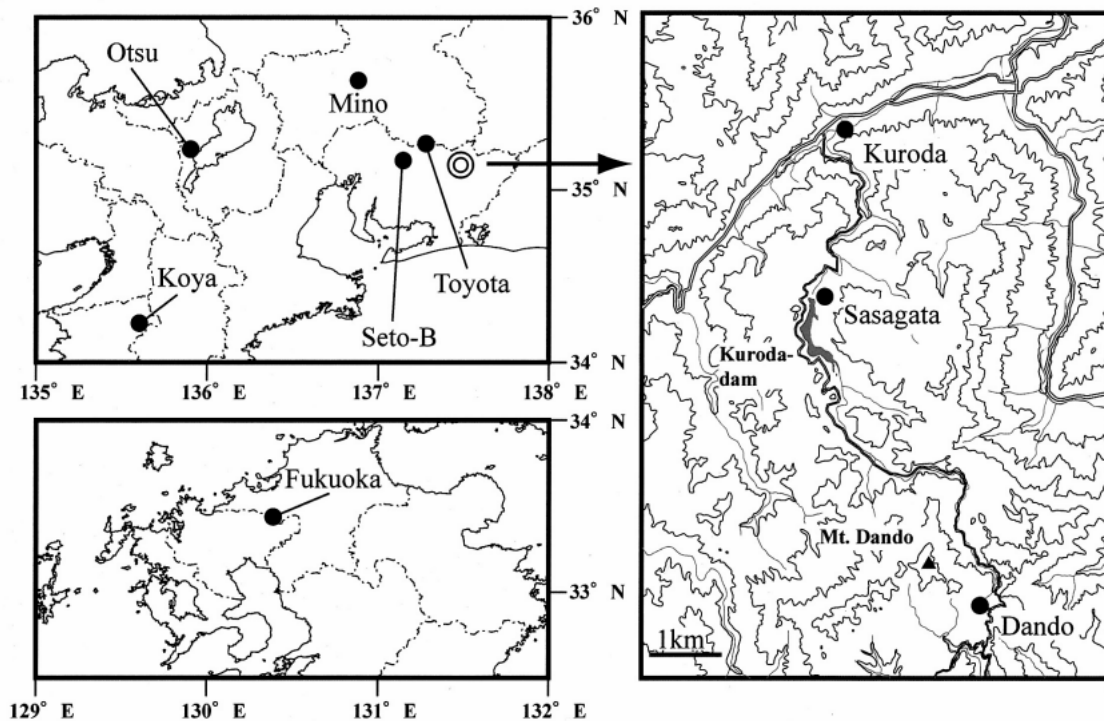 36° N
Otsu
Mino
35° N
Koya
Toyota
Seto-B
34° N
135° E
136° E
137° E
138° E
34° N
Fukuoka
33° N
129° E
130° E
131° E
132° E
Kuroda
Sasagata
Kuroda-
dam
Mt. Dando
Dando
1km